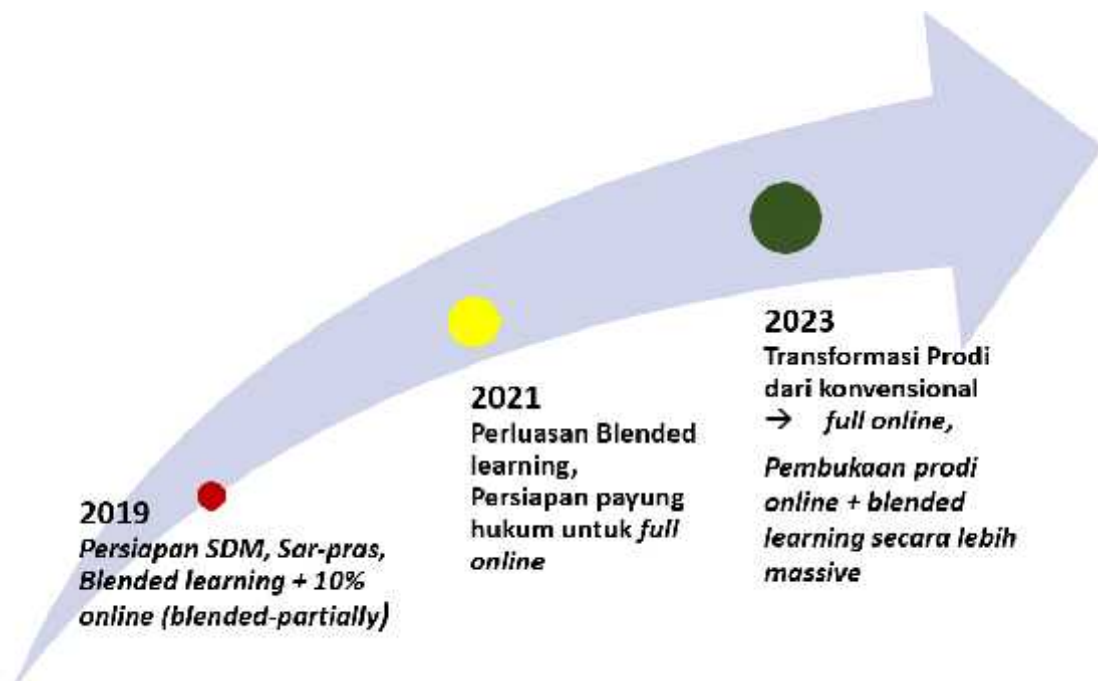 2019
Persiapan SDM, Sar-pras,
Blended learning + 10%
online (blended-partially)
2021
Perluasan Blended
learning,
Persiapan payung
hukum untuk full
online
2023
Transformasi Prodi
dari konvensional
→ full online,
Pembukaan prodi
online + blended
learning secara lebih
massive